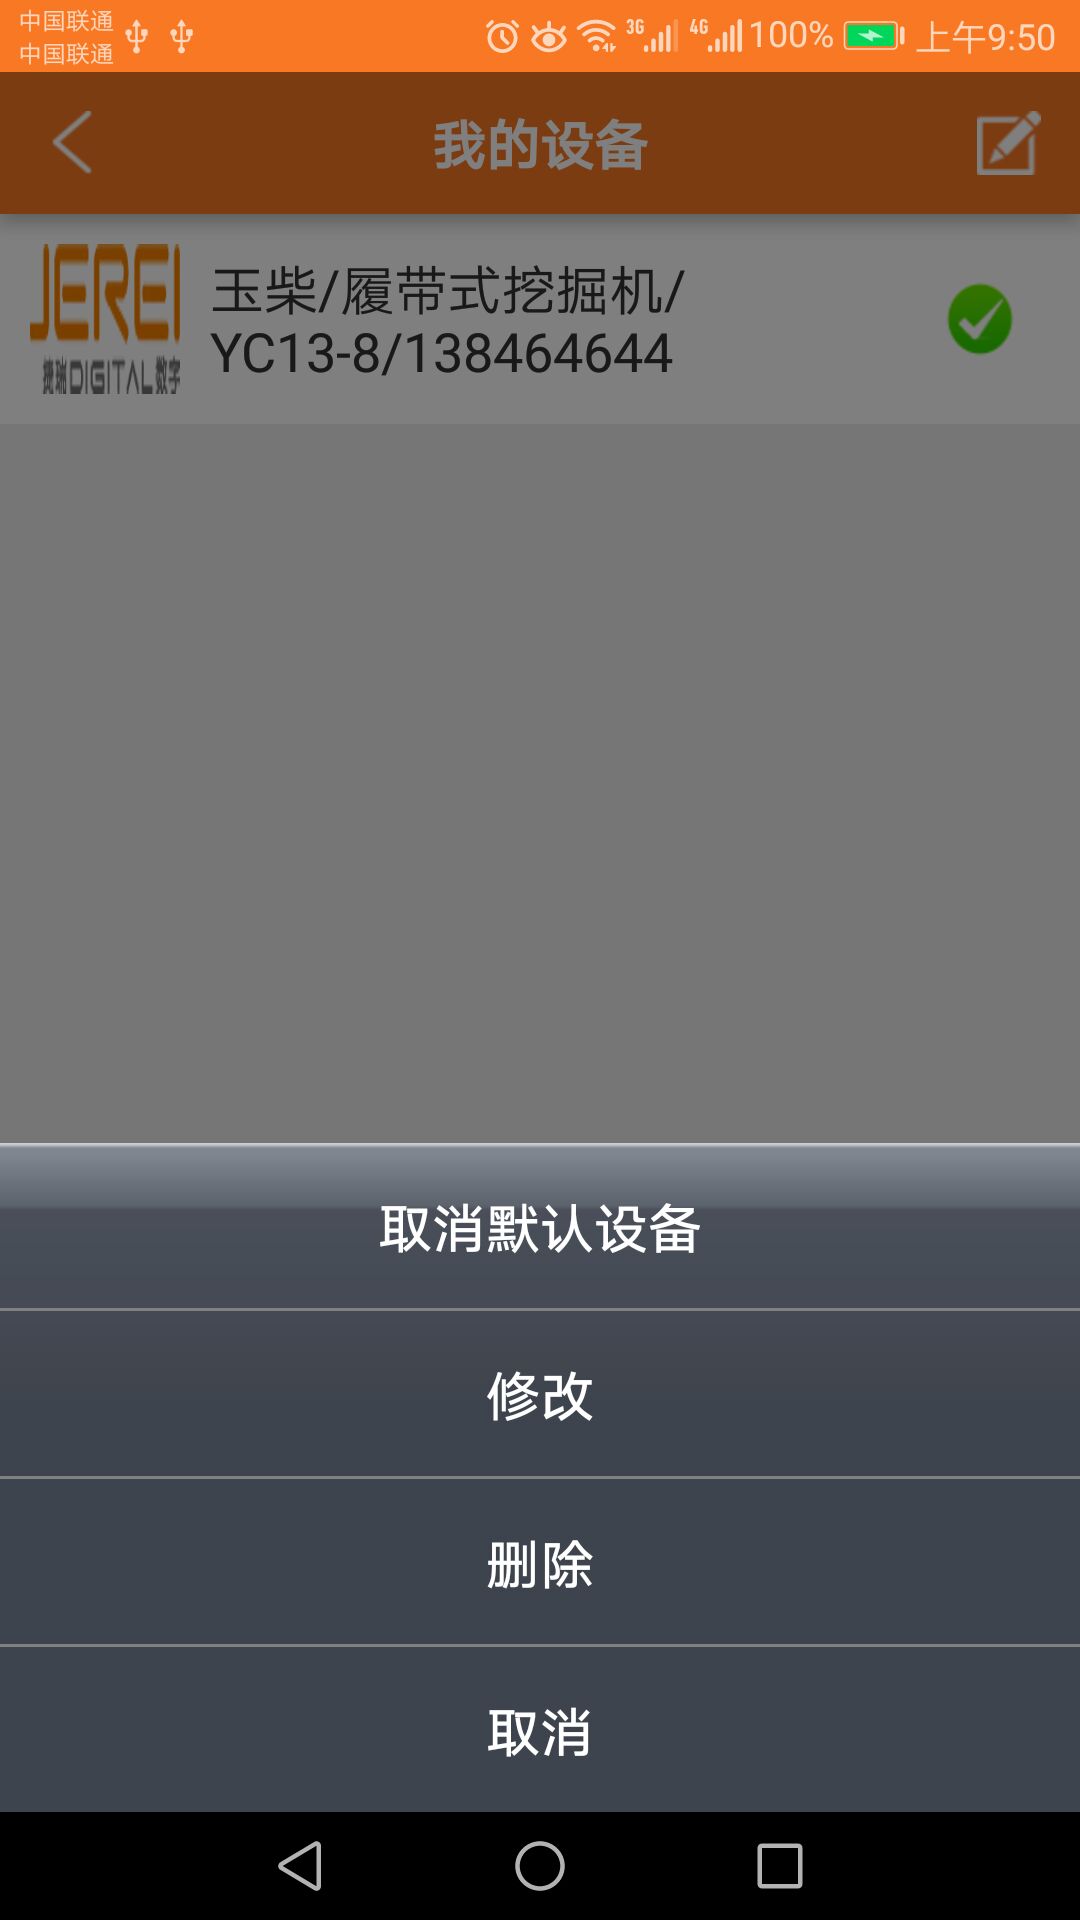 中国联通
中国联通
3G 4G 100% 上午9:50
我的设备
JEREI
捷瑞DIGITAL数字
玉柴/履带式挖掘机/
YC13-8/138464644
取消默认设备
修改
删除
取消